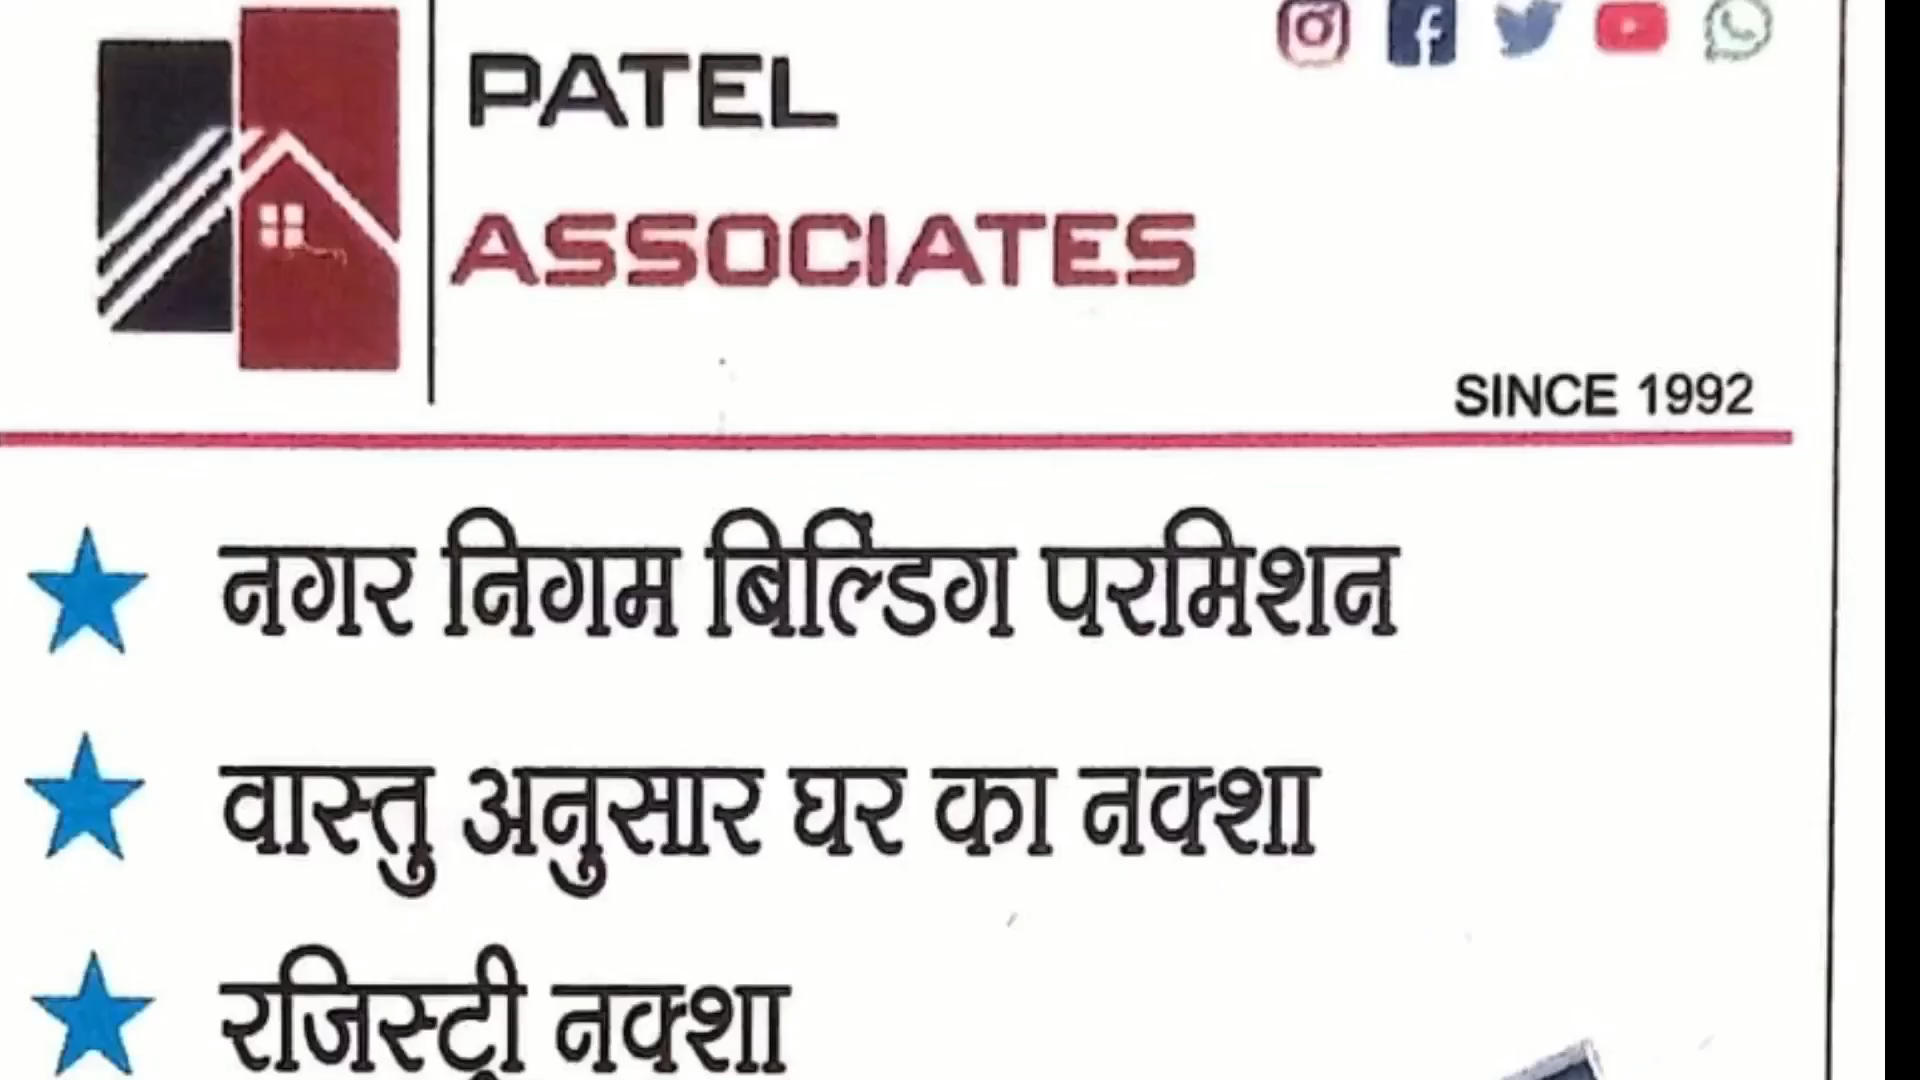 PATEL
ASSOCIATES
SINCE 1992
नगर निगम बिल्डिंग परमिशन
वास्तु अनुसार घर का नक्शा
रजिस्ट्री नक्शा